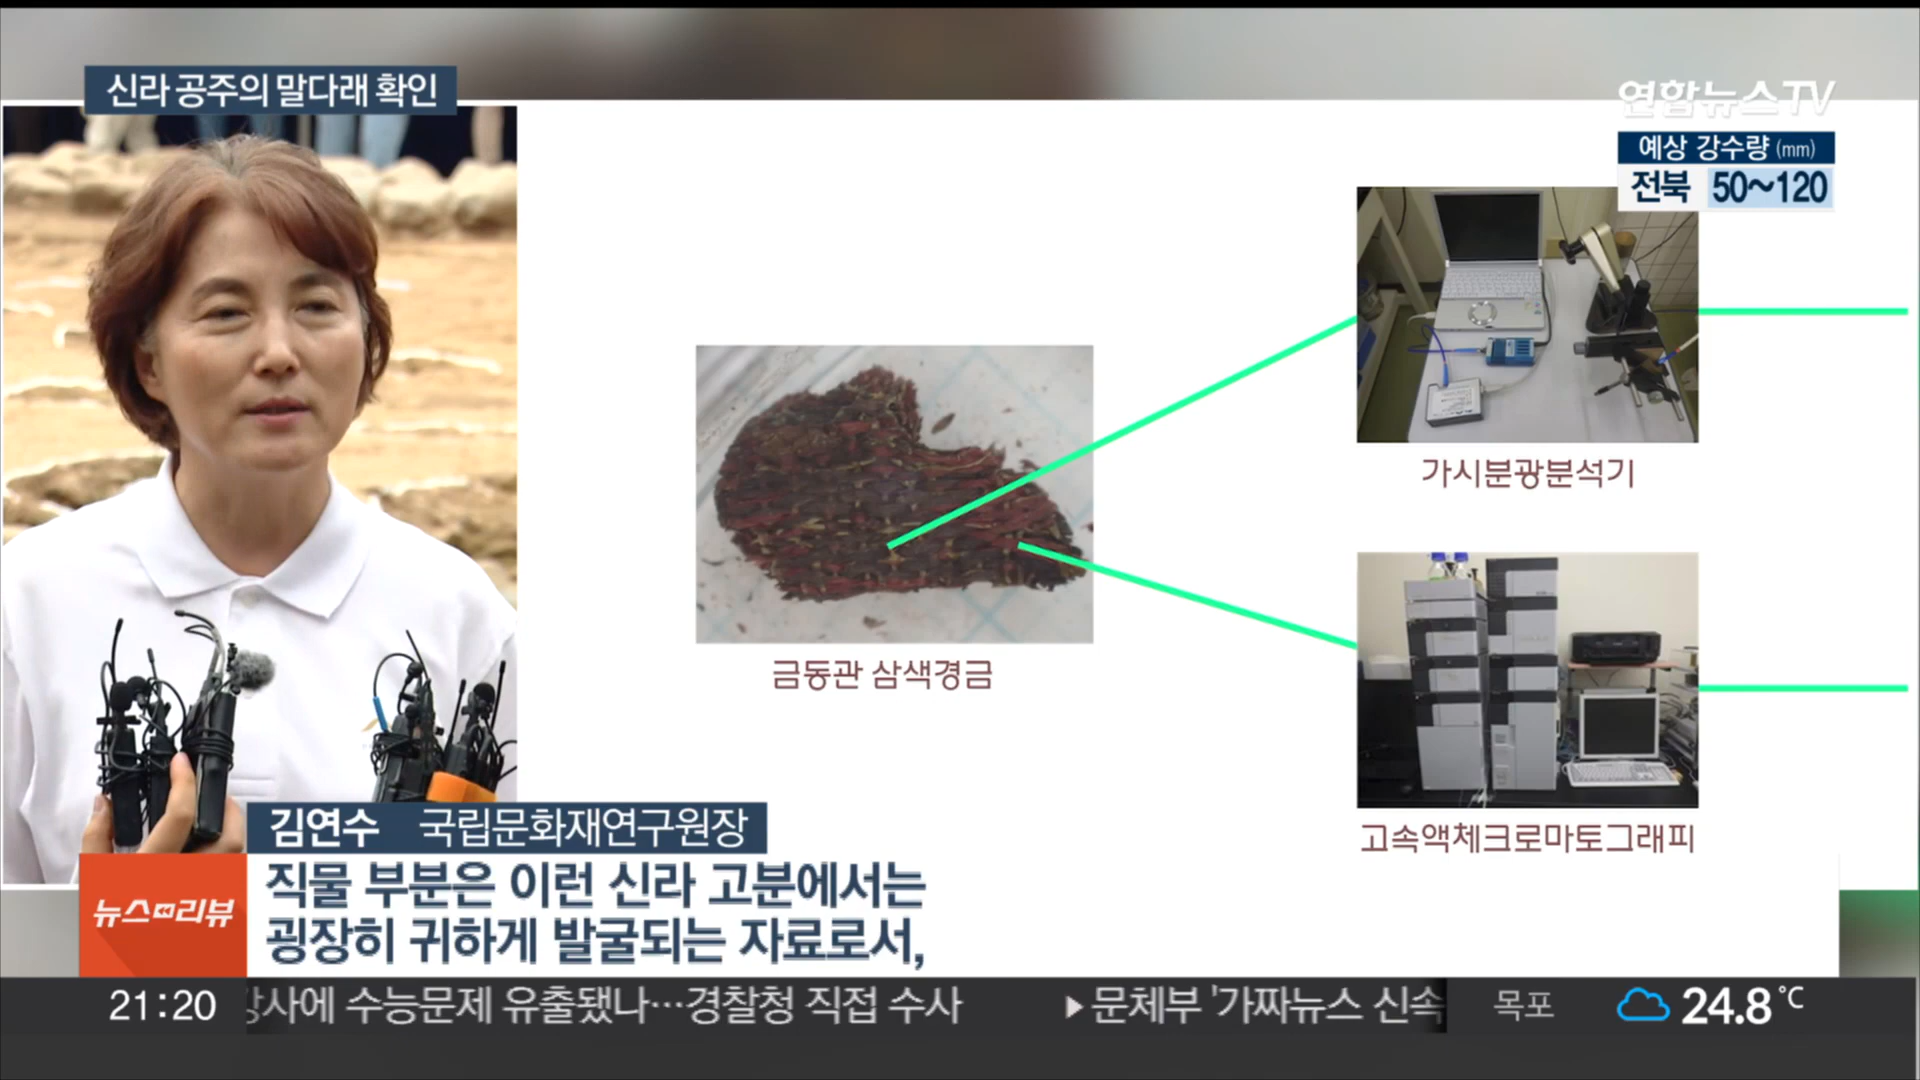 신라 공주의 말다래 확인
연합뉴스TV
예상 강수량 (mm)
전북 50~120
가시분광분석기
금동관 삼색경금
고속액체크로마토그래피
김연수 국립문화재연구원장
직물 부분은 이런 신라 고분에서는
굉장히 귀하게 발굴되는 자료로서,
뉴스리뷰
21:20 강사에 수능문제 유출됐나…경찰청 직접 수사 ▶문체부 '가짜뉴스 신속 목포 24.8℃